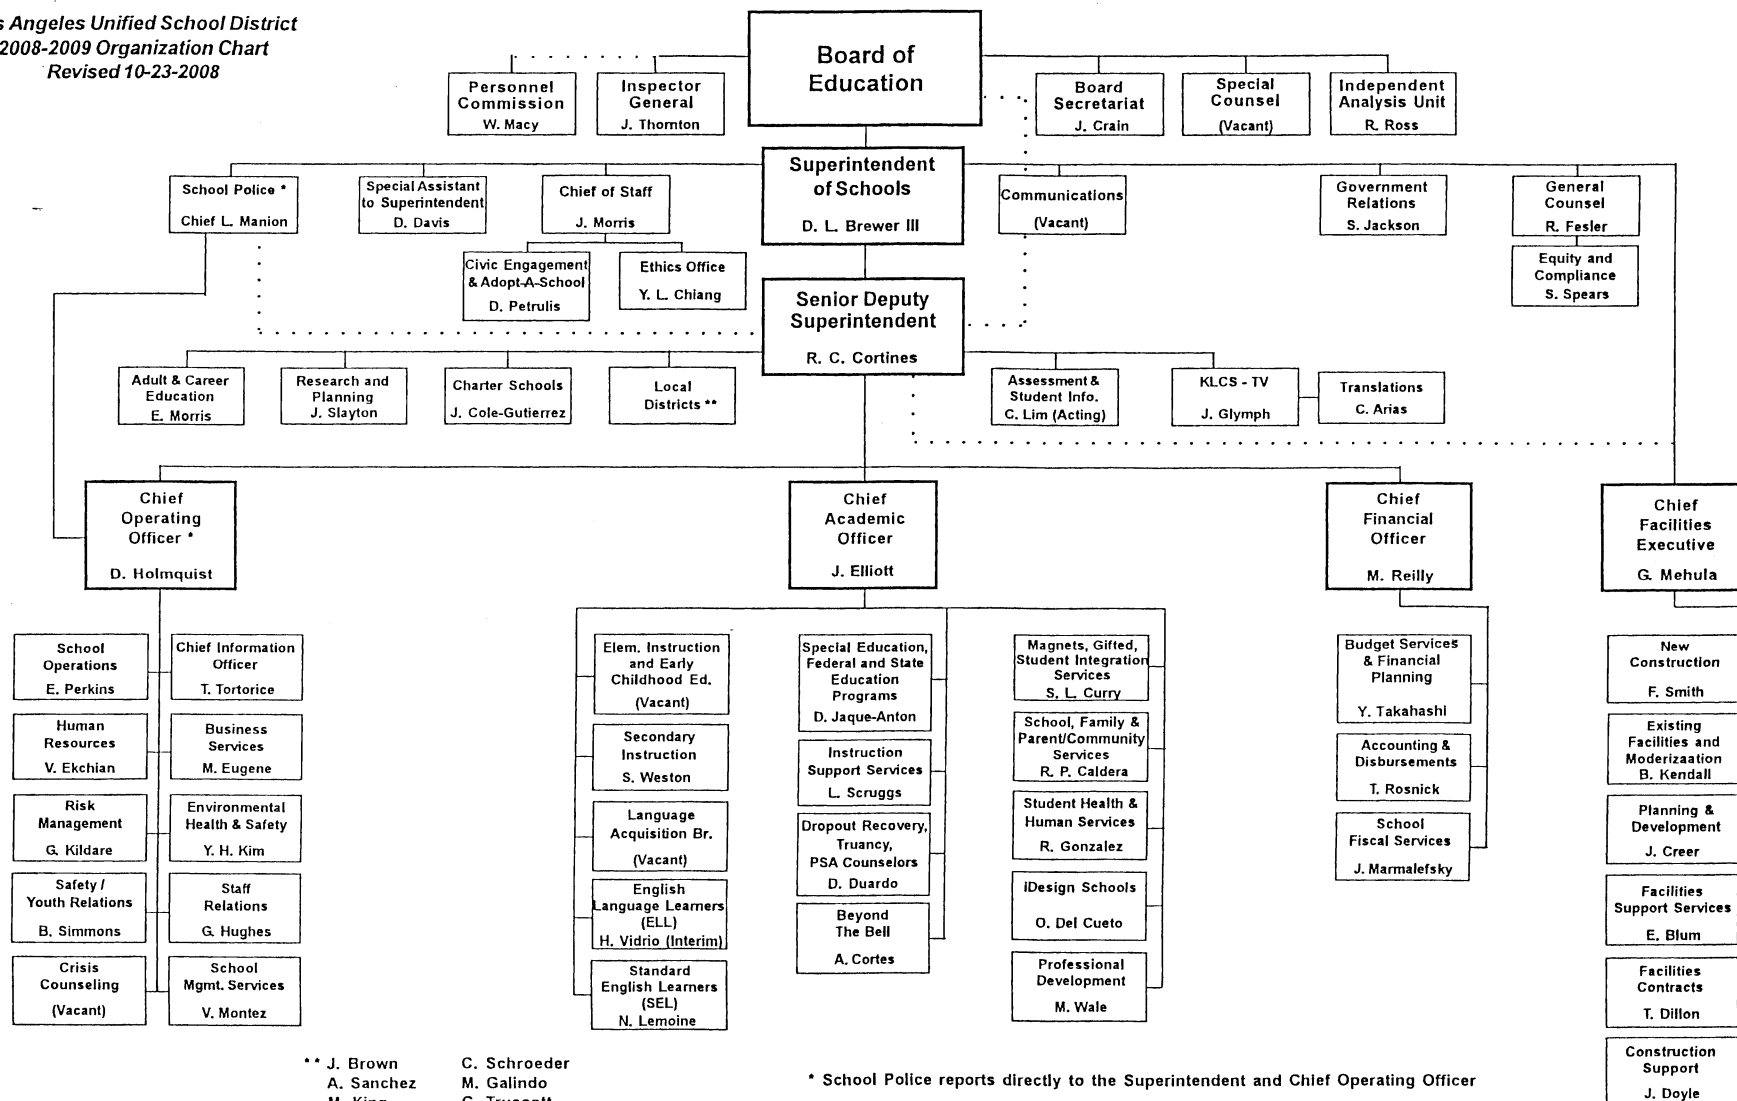 s Angeles Unified School District
2008-2009 Organization Chart
Revised 10-23-2008
Board of
Education
Personnel
Commission
W. Macy
Inspector
General
J. Thornton
Board
Secretariat
J. Crain
Special
Counsel
(Vacant)
Independent
Analysis Unit
R. Ross
Superintendent
of Schools
D. L. Brewer III
School Police *
Chief L. Manion
Special Assistant
to Superintendent
D. Davis
Chief of Staff
J. Morris
Communications
(Vacant)
Government
Relations
S. Jackson
General
Counsel
R. Fesler
Civic Engagement
& Adopt-A-School
D. Petrulis
Ethics Office
Y. L. Chiang
Equity and
Compliance
S. Spears
Senior Deputy
Superintendent
R. C. Cortines
Adult & Career
Education
E. Morris
Research and
Planning
J. Slayton
Charter Schools
J. Cole-Gutierrez
Local
Districts **
Assessment &
Student Info.
C. Lim (Acting)
KLCS - TV
J. Glymph
Translations
C. Arias
Chief
Operating
Officer *
D. Holmquist
Chief
Academic
Officer
J. Elliott
Chief
Financial
Officer
M. Reilly
Chief
Facilities
Executive
G. Mehula
School
Operations
E. Perkins
Chief Information
Officer
T. Tortorice
Human
Resources
V. Ekchian
Business
Services
M. Eugene
Risk
Management
G. Kildare
Environmental
Health & Safety
Y. H. Kim
Safety /
Youth Relations
B. Simmons
Staff
Relations
G. Hughes
Crisis
Counseling
(Vacant)
School
Mgmt. Services
V. Montez
Elem. Instruction
and Early
Childhood Ed.
(Vacant)
Secondary
Instruction
S. Weston
Language
Acquisition Br.
(Vacant)
English
Language Learners
(ELL)
H. Vidrio (Interim)
Standard
English Learners
(SEL)
N. Lemoine
Special Education,
Federal and State
Education
Programs
D. Jaque-Anton
Instruction
Support Services
L. Scruggs
Dropout Recovery,
Truancy,
PSA Counselors
D. Duardo
Beyond
The Bell
A. Cortes
Magnets, Gifted,
Student Integration
Services
S. L. Curry
School, Family &
Parent/Community
Services
R. P. Caldera
Student Health &
Human Services
R. Gonzalez
iDesign Schools
O. Del Cueto
Professional
Development
M. Wale
Budget Services
& Financial
Planning
Y. Takahashi
Accounting &
Disbursements
T. Rosnick
School
Fiscal Services
J. Marmalefsky
New
Construction
F. Smith
Existing
Facilities and
Moderizaation
B. Kendall
Planning &
Development
J. Creer
Facilities
Support Services
E. Blum
Facilities
Contracts
T. Dillon
Construction
Support
J. Doyle
** J. Brown C. Schroeder
A. Sanchez M. Galindo
* School Police reports directly to the Superintendent and Chief Operating Officer